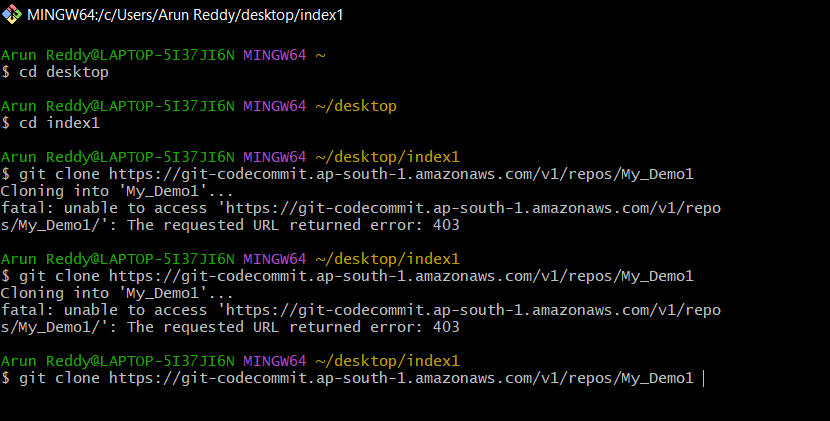 MINGW64:/c/Users/Arun Reddy/desktop/index1
Arun Reddy@LAPTOP-5I37JI6N MINGW64 ~
$ cd desktop
Arun Reddy@LAPTOP-5I37JI6N MINGW64 ~/desktop
$ cd index1
Arun Reddy@LAPTOP-5I37JI6N MINGW64 ~/desktop/index1
$ git clone https://git-codecommit.ap-south-1.amazonaws.com/v1/repos/My_Demo1
Cloning into 'My_Demo1'...
fatal: unable to access 'https://git-codecommit.ap-south-1.amazonaws.com/v1/repo
s/My_Demo1/': The requested URL returned error: 403
Arun Reddy@LAPTOP-5I37JI6N MINGW64 ~/desktop/index1
$ git clone https://git-codecommit.ap-south-1.amazonaws.com/v1/repos/My_Demo1
Cloning into 'My_Demo1'...
fatal: unable to access 'https://git-codecommit.ap-south-1.amazonaws.com/v1/repo
s/My_Demo1/': The requested URL returned error: 403
Arun Reddy@LAPTOP-5I37JI6N MINGW64 ~/desktop/index1
$ git clone https://git-codecommit.ap-south-1.amazonaws.com/v1/repos/My_Demo1